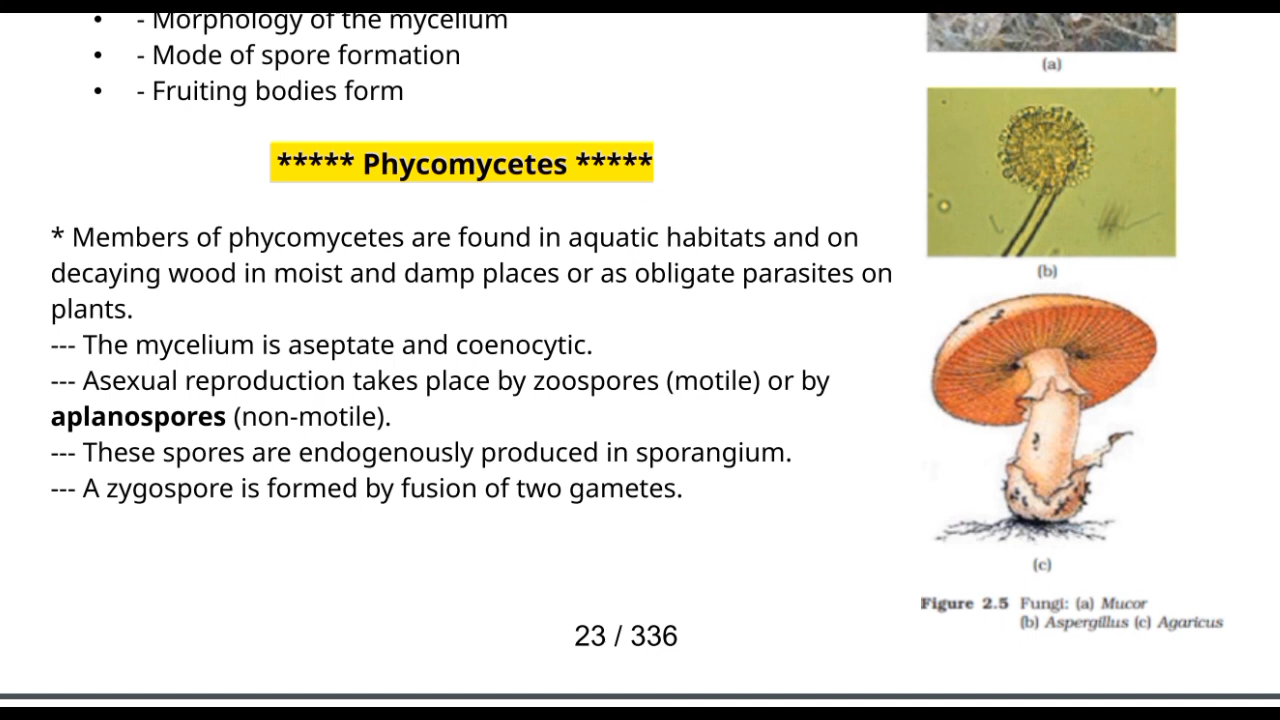 • - Morphology of the mycelium
• - Mode of spore formation
• - Fruiting bodies form
***** Phycomycetes *****
* Members of phycomycetes are found in aquatic habitats and on
decaying wood in moist and damp places or as obligate parasites on
plants.
--- The mycelium is aseptate and coenocytic.
--- Asexual reproduction takes place by zoospores (motile) or by
aplanospores (non-motile).
--- These spores are endogenously produced in sporangium.
--- A zygospore is formed by fusion of two gametes.
(a)
(b)
(c)
Figure 2.5 Fungi: (a) Mucor
(b) Aspergillus (c) Agaricus
23 / 336